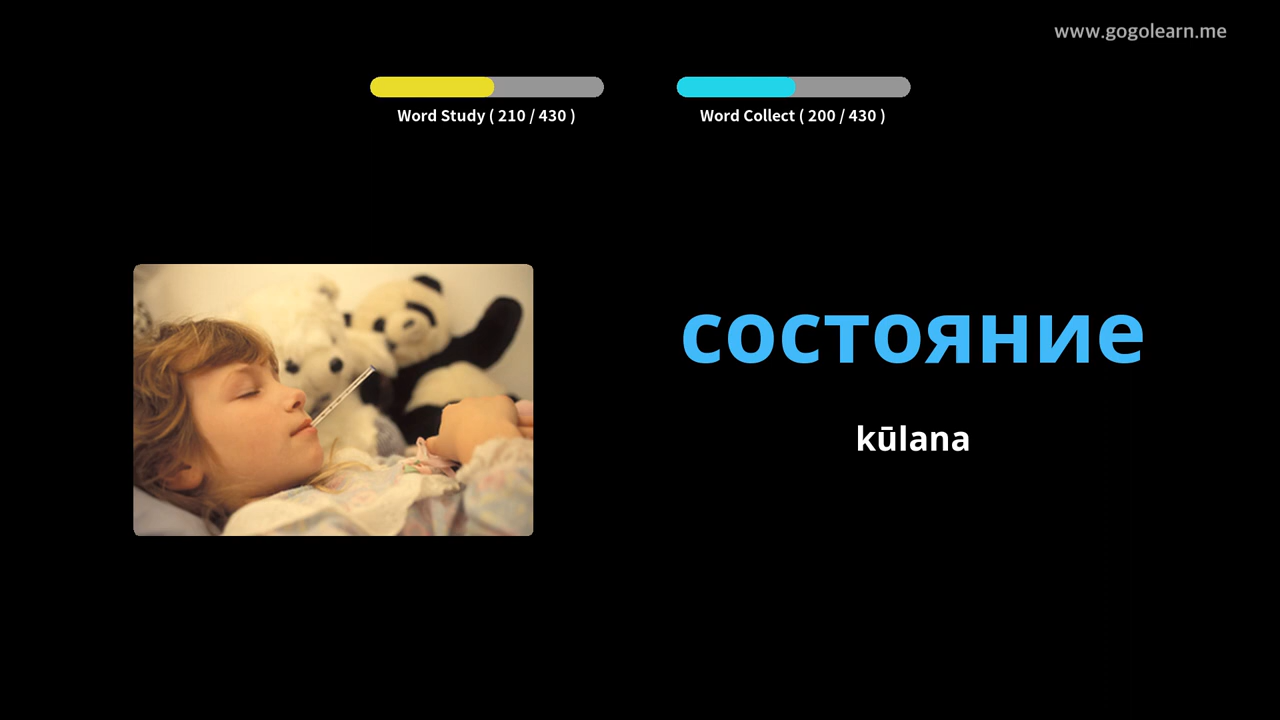 www.gogolearn.me
Word Study ( 210 / 430 )
Word Collect ( 200 / 430 )
состояние
kūlana